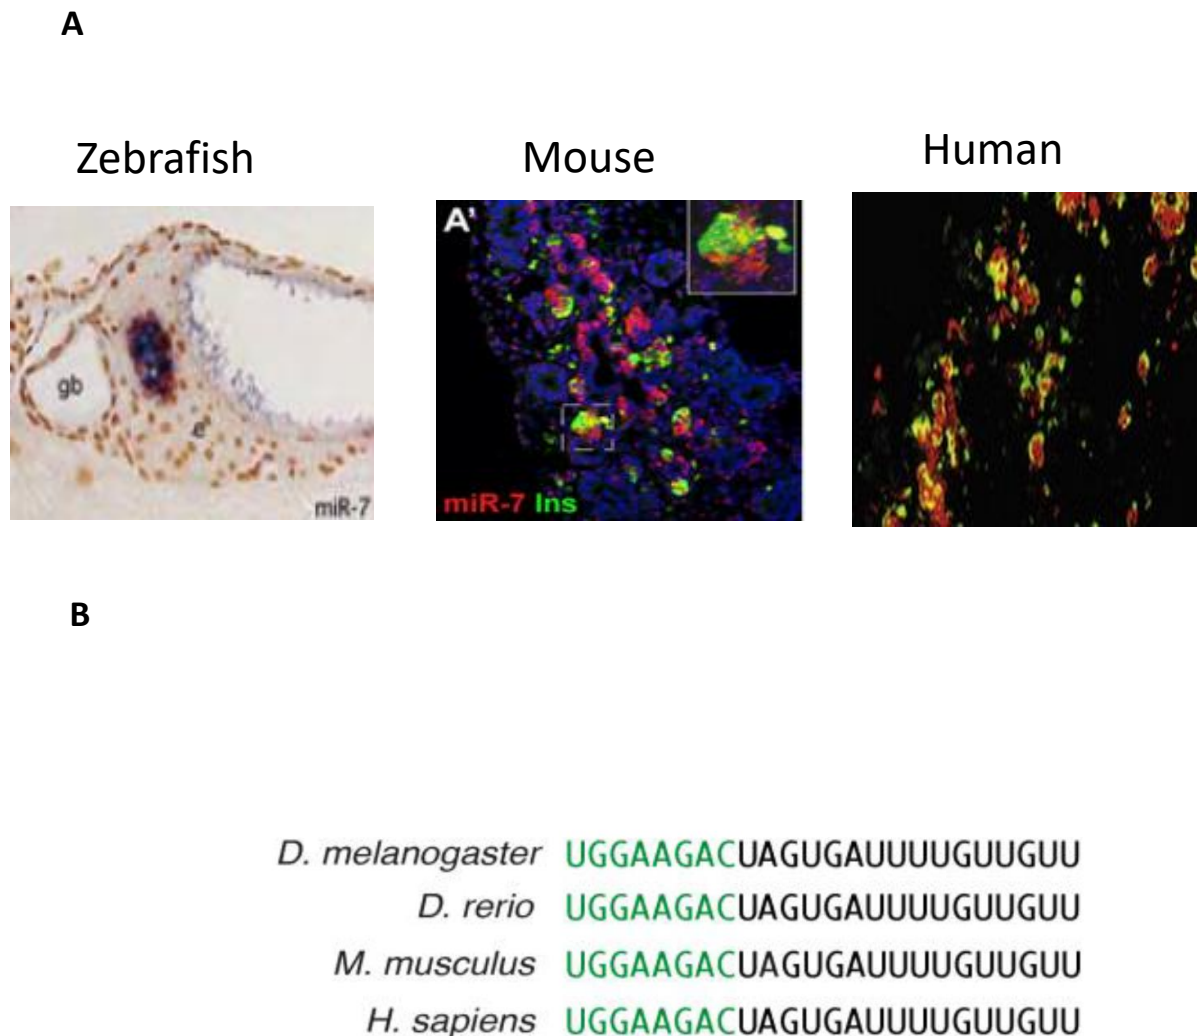 A
Zebrafish
Mouse
Human
gb
e
miR-7
A'
miR-7 Ins
B
D. melanogaster UGGAAGACUAGUGAUUUUGUUGUU
D. rerio UGGAAGACUAGUGAUUUUGUUGUU
M. musculus UGGAAGACUAGUGAUUUUGUUGUU
H. sapiens UGGAAGACUAGUGAUUUUGUUGUU